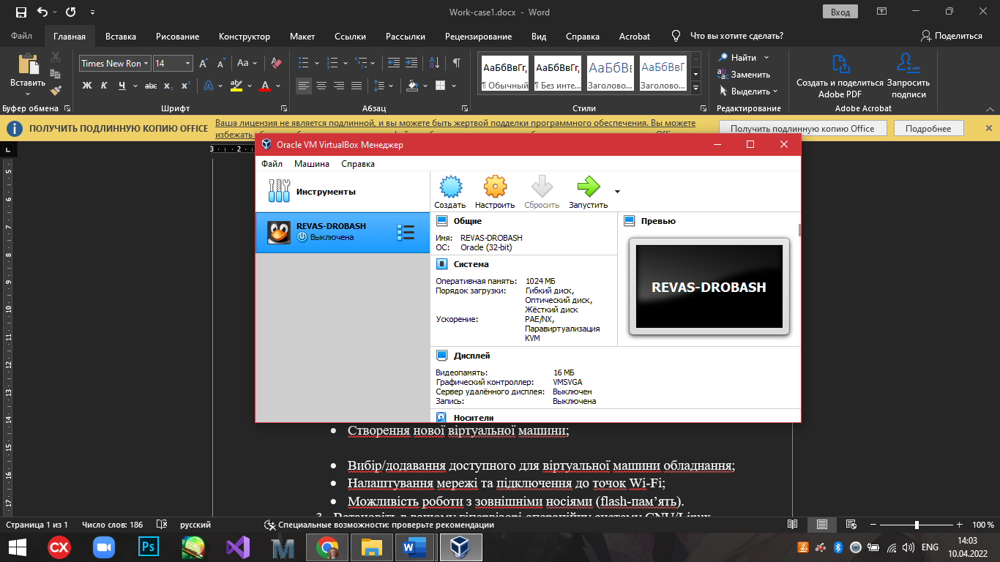 Work-case1.docx - Word
Вход
Файл Главная Вставка Рисование Конструктор Макет Ссылки Рассылки Рецензирование Вид Справка Acrobat Что вы хотите сделать? Поделиться
Вставить
Буфер обмена
Times New Ron 14
Aa
Ж К Ч abc x₂ x²
Шрифт
Абзац
АаБбВвГг, АаБбВвГг, АаБбВв АаБбВвГ
¶ Обычный ¶ Без инте... Заголово... Заголово...
Стили
Найти
Заменить
Выделить
Редактирование
Создать и поделиться Adobe PDF
Запросить подписи
Adobe Acrobat
ПОЛУЧИТЬ ПОДЛИННУЮ КОПИЮ OFFICE
Ваша лицензия не является подлинной, и вы можете быть жертвой подделки программного обеспечения. Вы можете
избежать
Получить подлинную копию Office
Подробнее
Oracle VM VirtualBox Менеджер
Файл Машина Справка
Инструменты
Создать Настроить Сбросить Запустить
REVAS-DROBASH
Выключена
Общие
Имя: REVAS-DROBASH
ОС: Oracle (32-bit)
Система
Оперативная память: 1024 МБ
Порядок загрузки: Гибкий диск,
Оптический диск,
Жёсткий диск
Ускорение: PAE/NX,
Паравиртуализация
KVM
Превью
REVAS-DROBASH
Дисплей
Видеопамять: 16 МБ
Графический контроллер: VMSVGA
Сервер удалённого дисплея: Выключен
Запись: Выключена
Носители
• Створення нової віртуальної машини;
• Вибір/додавання доступного для віртуальної машини обладнання;
• Налаштування мережі та підключення до точок Wi-Fi;
• Можливість роботи з зовнішніми носіями (flash-пам’ять).
3. Встановіть в вашому гіпервізорі операційну систему GNU/Linux
Страница 1 из 1 Число слов: 186 русский Специальные возможности: проверьте рекомендации 100 %
ENG
14:03
10.04.2022